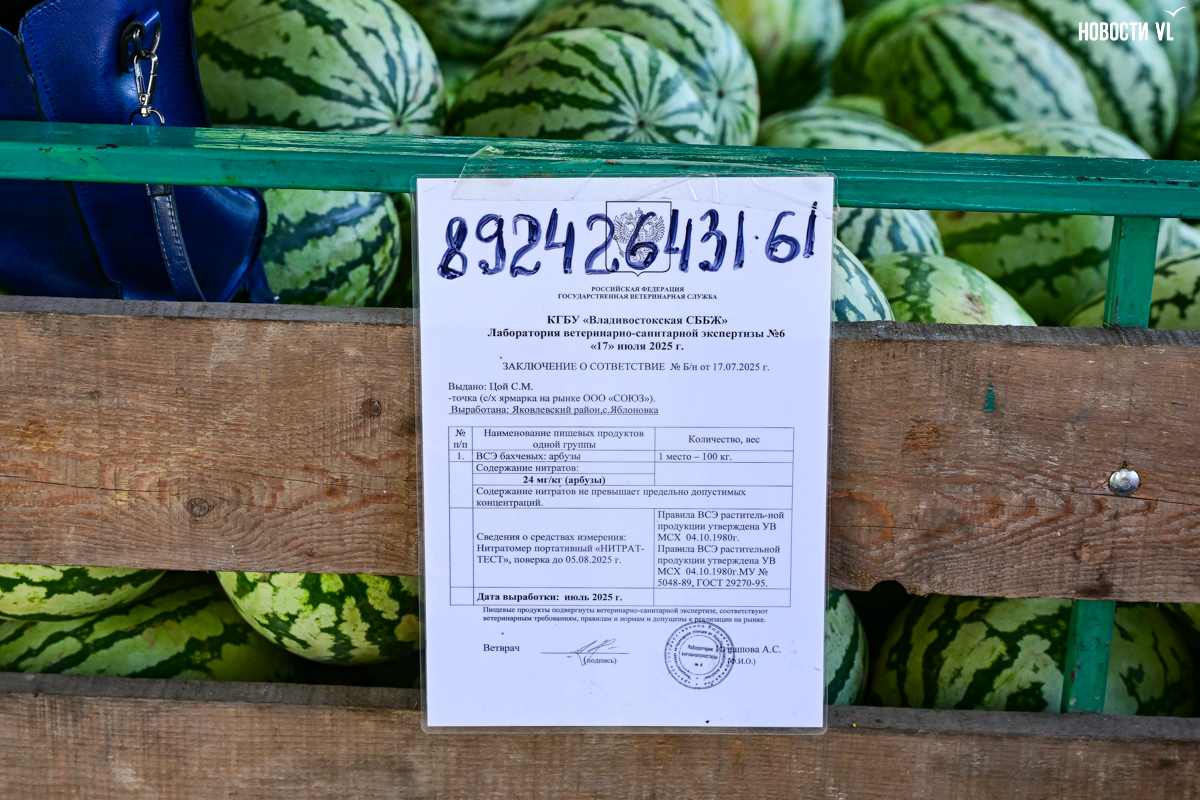 НОВОСТИ VL
89242643161
РОССИЙСКАЯ ФЕДЕРАЦИЯ
ГОСУДАРСТВЕННАЯ ВЕТЕРИНАРНАЯ СЛУЖБА
КГБУ «Владивостокская СББЖ»
Лаборатория ветеринарно-санитарной экспертизы №6
«17» июля 2025 г.
ЗАКЛЮЧЕНИЕ О СООТВЕТСТВИЕ № Б/н от 17.07.2025 г.
Выдано: Цой С.М.
-точка (с/х ярмарка на рынке ООО «СОЮЗ»).
Выработана: Яковлевский район,с.Яблоновка
№ п/п
Наименование пищевых продуктов
одной группы
Количество, вес
1. ВСЭ бахчевых: арбузы 1 место – 100 кг.
Содержание нитратов:
24 мg/кг (арбузы)
Содержание нитратов не превышает предельно допустимых
концентраций.
Сведения о средствах измерения:
Нитратомер портативный «НИТРАТ-
ТЕСТ», поверка до 05.08.2025 г.
Правила ВСЭ раститель-ной
продукции утверждена УВ
МСХ 04.10.1980г.
Правила ВСЭ растительной
продукции утверждена УВ
МСХ 04.10.1980г.МУ №
5048-89, ГОСТ 29270-95.
Дата выработки: июль 2025 г.
Пищевые продукты подвергнуты ветеринарно-санитарной экспертизе, соответствуют
ветеринарным требованиям, правилам и нормам и допущены к реализации на рынке.
Ветврач
(подпись)
А.С.
(Ф.И.О.)
Лаборатория
№ 6